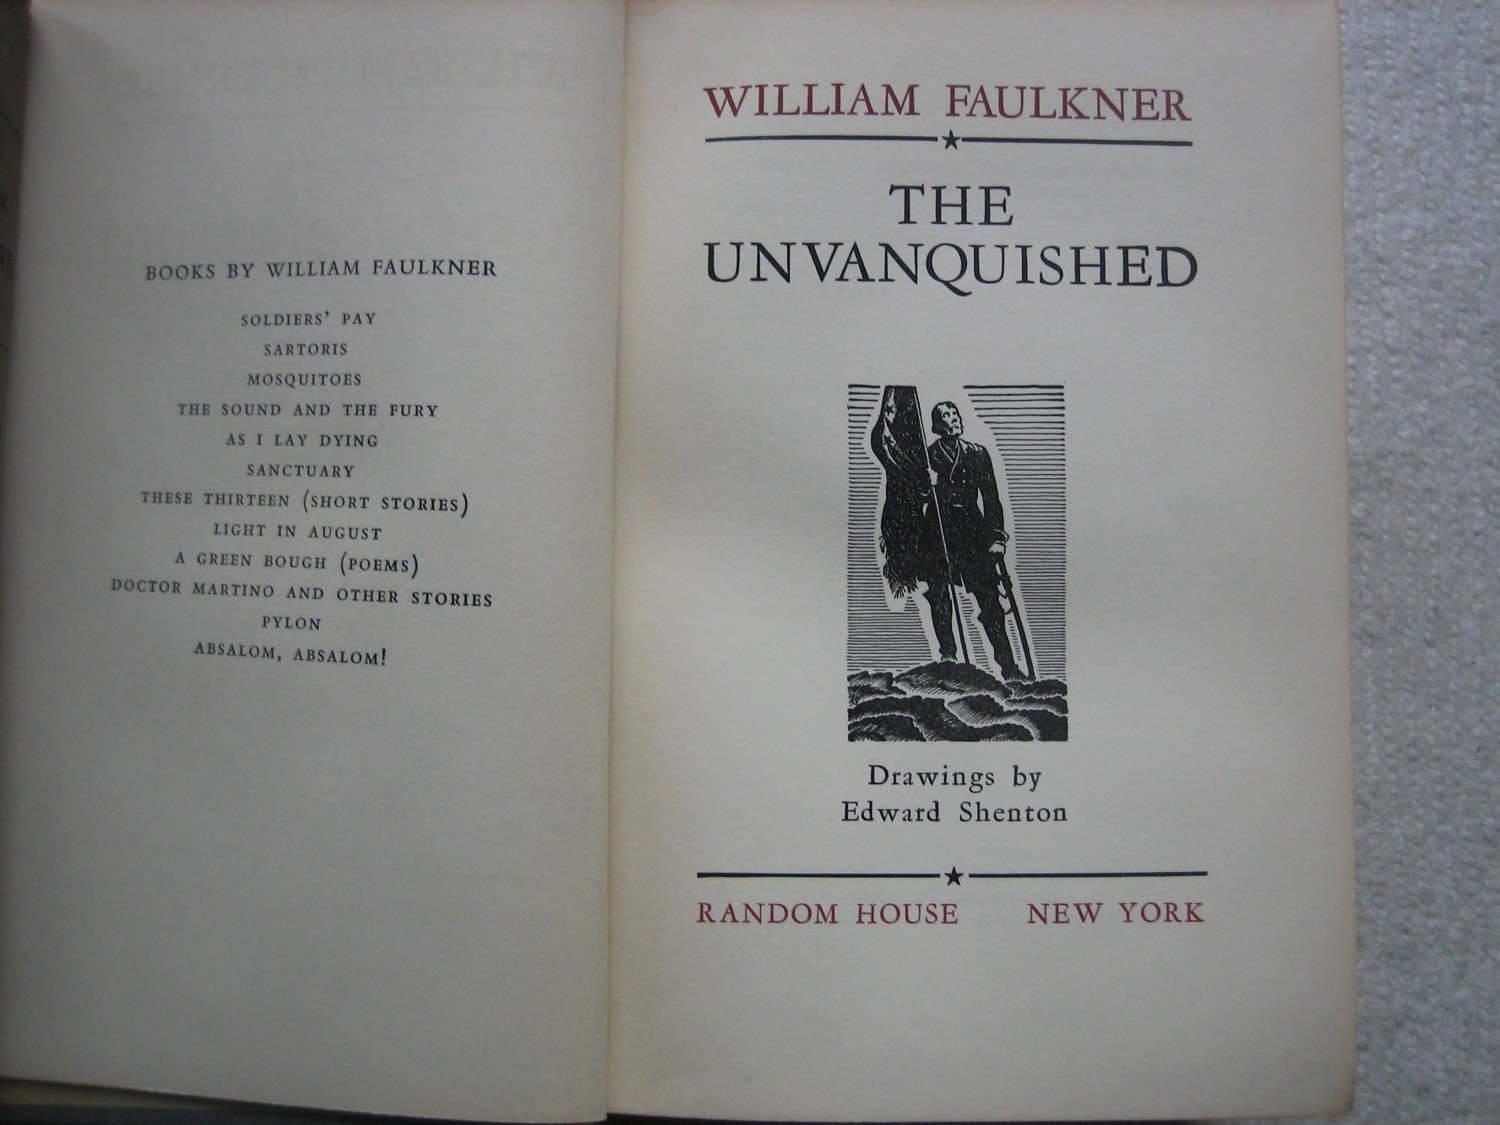 BOOKS BY WILLIAM FAULKNER
SOLDIERS' PAY
SARTORIS
MOSQUITOES
THE SOUND AND THE FURY
AS I LAY DYING
SANCTUARY
THESE THIRTEEN (SHORT STORIES)
LIGHT IN AUGUST
A GREEN BOUGH (POEMS)
DOCTOR MARTINO AND OTHER STORIES
PYLON
ABSALOM, ABSALOM!
WILLIAM FAULKNER
THE
UNVANQUISHED
Drawings by
Edward Shenton
RANDOM HOUSE NEW YORK